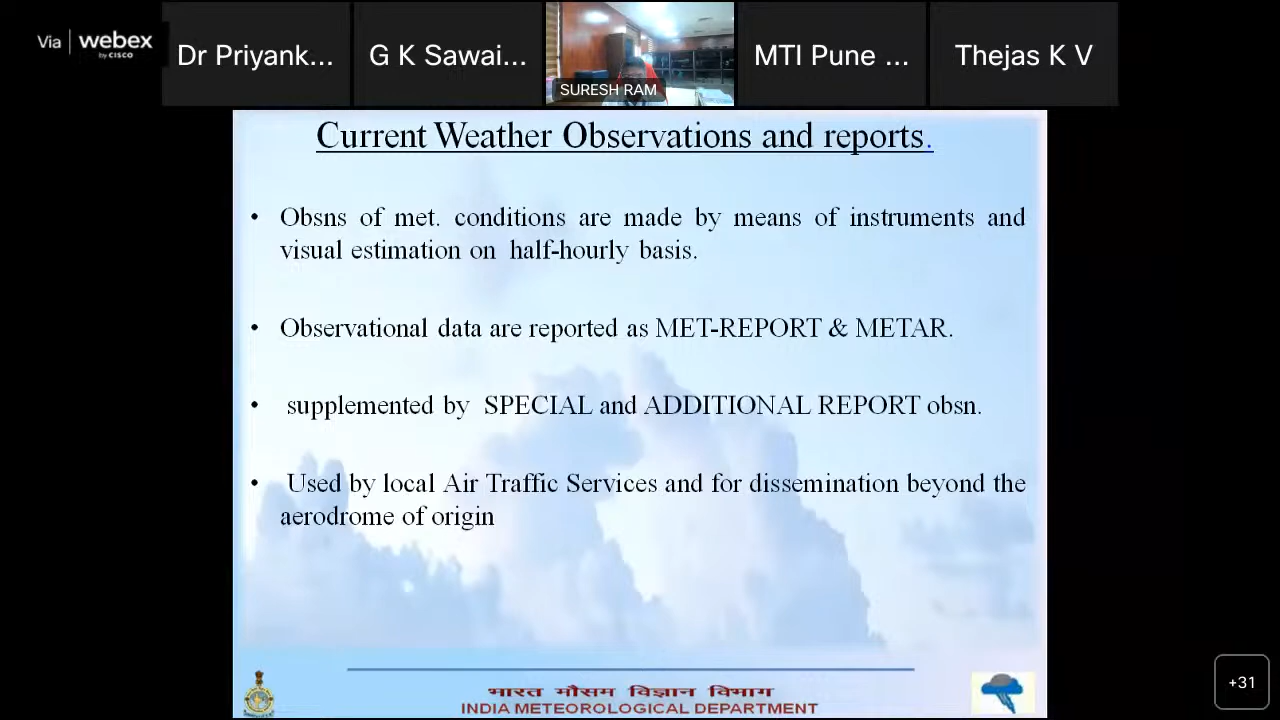 Via webex
by CISCO
Dr Priyank...
G K Sawai...
SURESH RAM
MTI Pune ...
Thejas K V
Current Weather Observations and reports.
• Obsns of met. conditions are made by means of instruments and
visual estimation on half-hourly basis.
• Observational data are reported as MET-REPORT & METAR.
• supplemented by SPECIAL and ADDITIONAL REPORT obsn.
• Used by local Air Traffic Services and for dissemination beyond the
aerodrome of origin
भारत मौसम विज्ञान विभाग
INDIA METEOROLOGICAL DEPARTMENT
+31